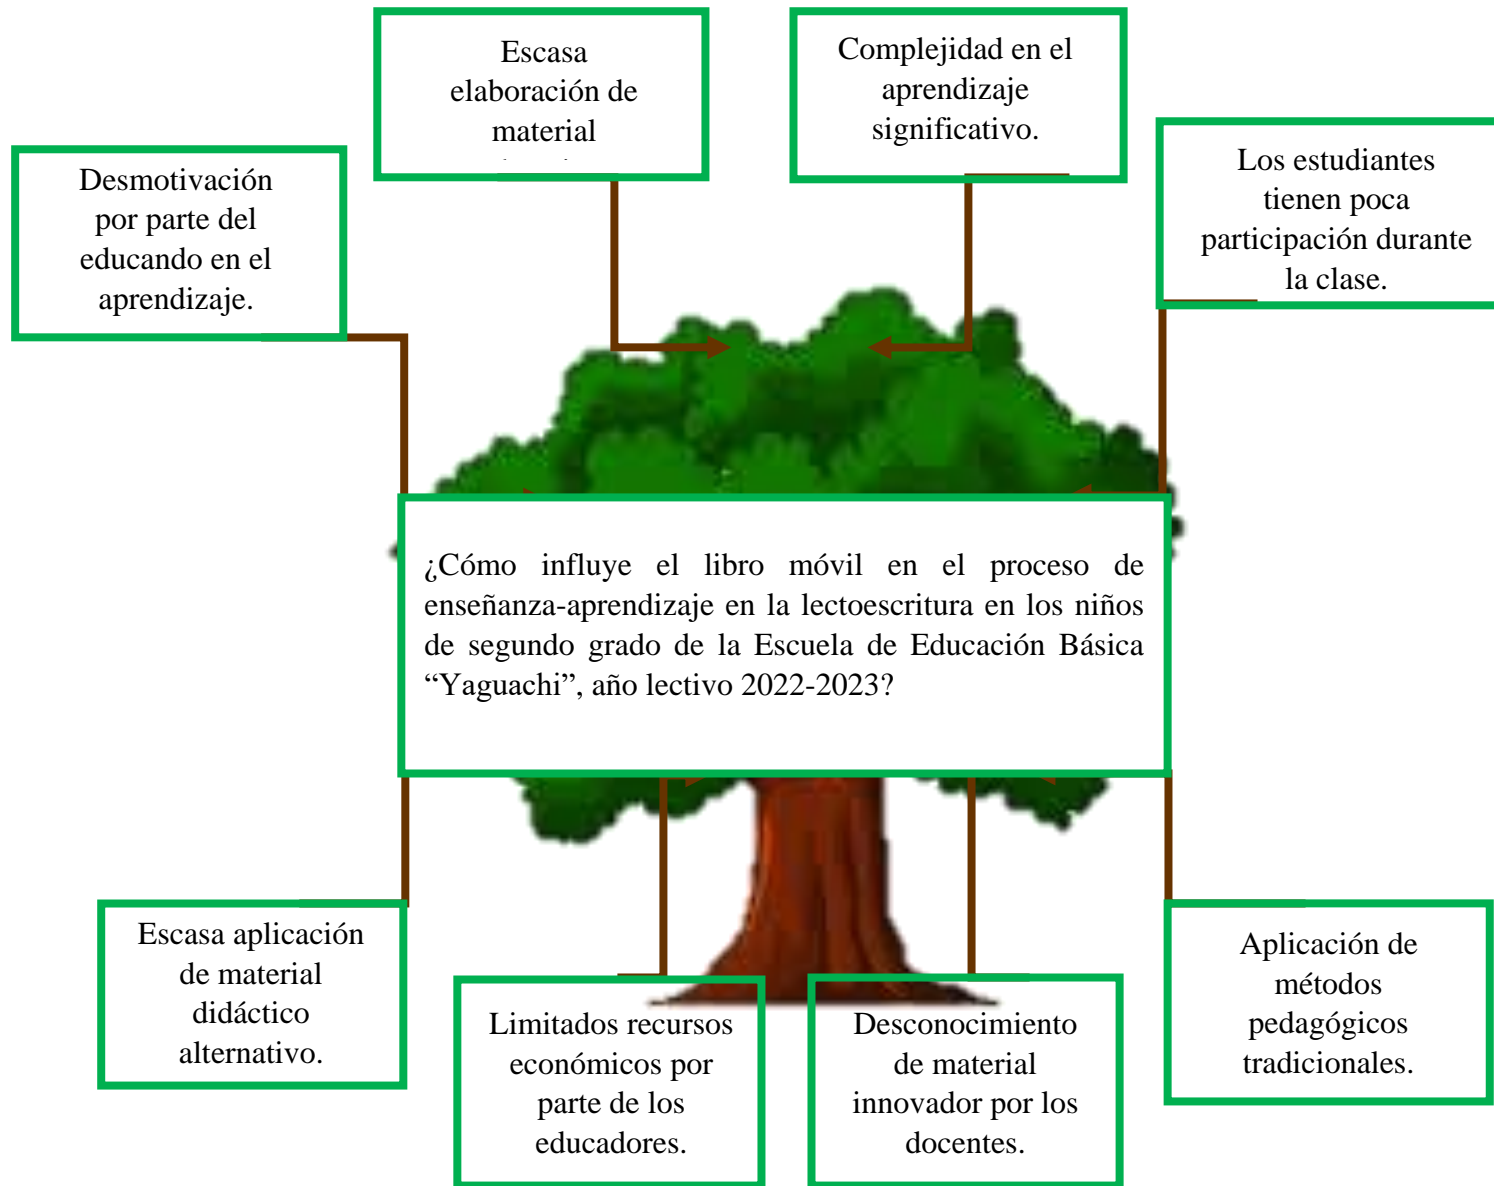 Escasa
elaboración de
material
Complejidad en el
aprendizaje
significativo.
Desmotivación
por parte del
educando en el
aprendizaje.
Los estudiantes
tienen poca
participación durante
la clase.
¿Cómo influye el libro móvil en el proceso de
enseñanza-aprendizaje en la lectoescritura en los niños
de segundo grado de la Escuela de Educación Básica
“Yaguachi”, año lectivo 2022-2023?
Escasa aplicación
de material
didáctico
alternativo.
Limitados recursos
económicos por
parte de los
educadores.
Desconocimiento
de material
innovador por los
docentes.
Aplicación de
métodos
pedagógicos
tradicionales.